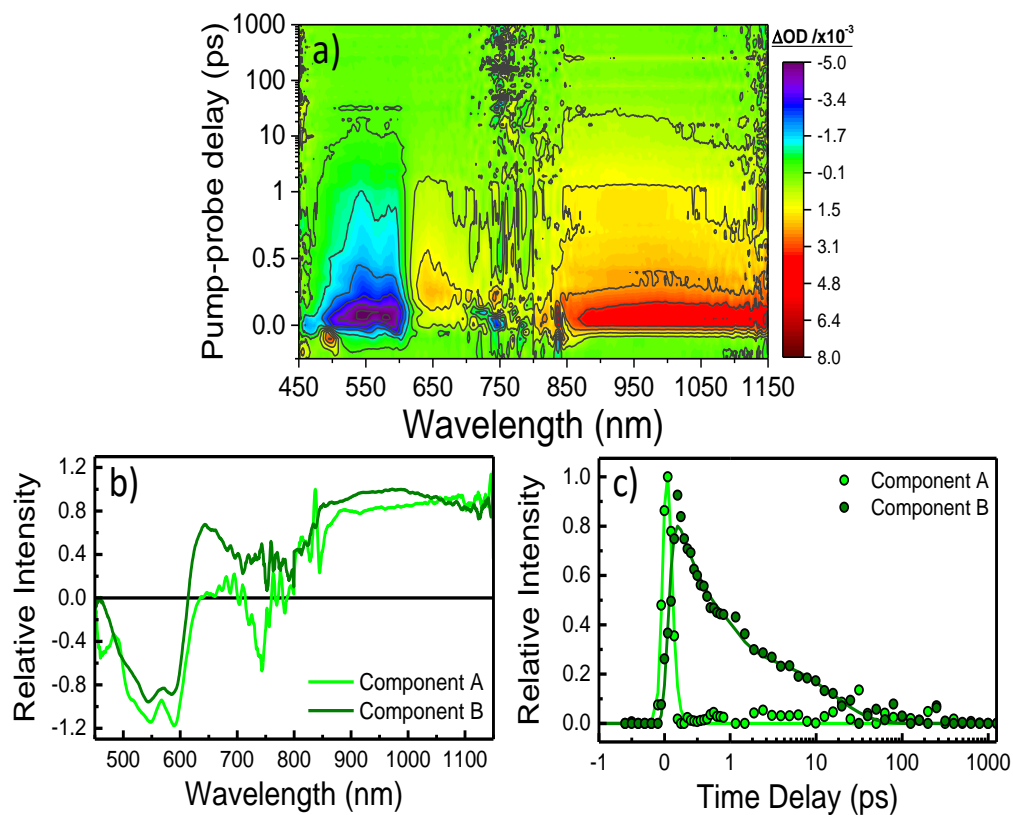 a)
ΔOD /x10⁻³
Pump-probe delay (ps)
1000
100
10
1
0.5
0.0
-5.0
-3.4
-1.7
-0.1
1.5
3.1
4.8
6.4
8.0
450 550 650 750 850 950 1050 1150
Wavelength (nm)
b)
Relative Intensity
1.2
0.8
0.4
0.0
-0.4
-0.8
-1.2
Component A
Component B
500 600 700 800 900 1000 1100
Wavelength (nm)
c)
Relative Intensity
1.0
0.8
0.6
0.4
0.2
0.0
Component A
Component B
-1 0 1 10 100 1000
Time Delay (ps)